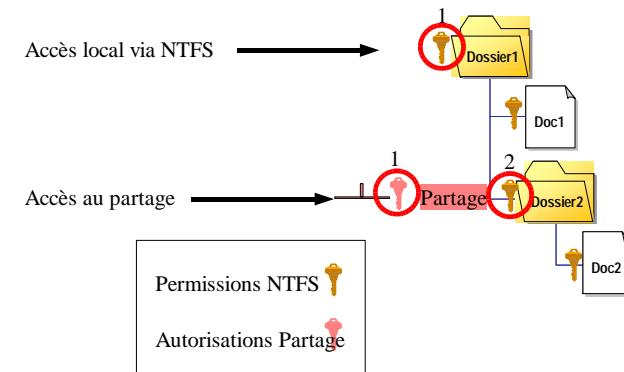 1
Accès local via NTFS
Dossier1
Doc1
1
2
Accès au partage
Partage
Dossier2
Doc2
Permissions NTFS
Autorisations Partage